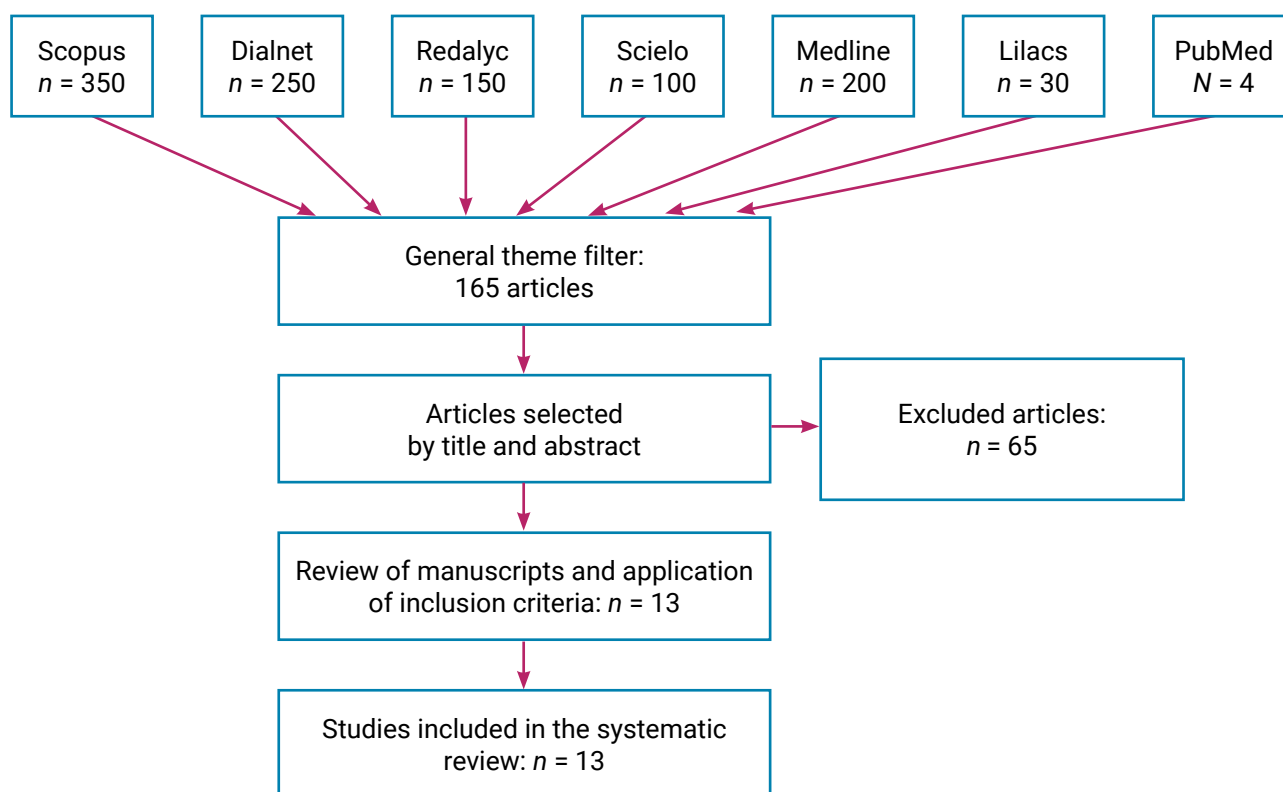 Scopus
n = 350
Dialnet
n = 250
Redalyc
n = 150
Scielo
n = 100
Medline
n = 200
Lilacs
n = 30
PubMed
N = 4
General theme filter:
165 articles
Articles selected
by title and abstract
Excluded articles:
n = 65
Review of manuscripts and application
of inclusion criteria: n = 13
Studies included in the systematic
review: n = 13